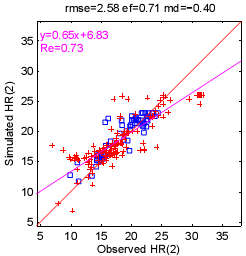 rmse=2.58 ef=0.71 md=−0.40
y=0.65x+6.83
Re=0.73
35
30
25
20
15
10
5
Simulated HR(2)
5 10 15 20 25 30 35
Observed HR(2)